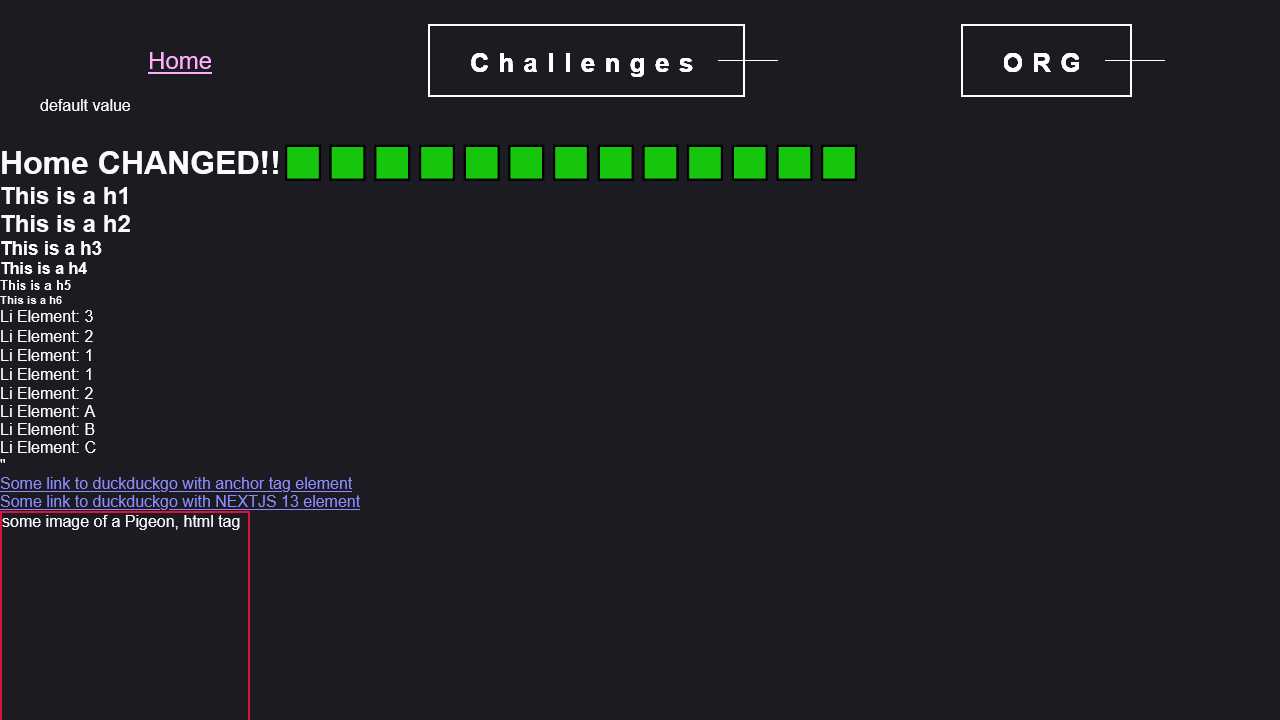 Home
Challenges
ORG
default value
Home CHANGED!!
This is a h1
This is a h2
This is a h3
This is a h4
This is a h5
This is a h6
Li Element: 3
Li Element: 2
Li Element: 1
Li Element: 1
Li Element: 2
Li Element: A
Li Element: B
Li Element: C
"
Some link to duckduckgo with anchor tag element
Some link to duckduckgo with NEXTJS 13 element
some image of a Pigeon, html tag